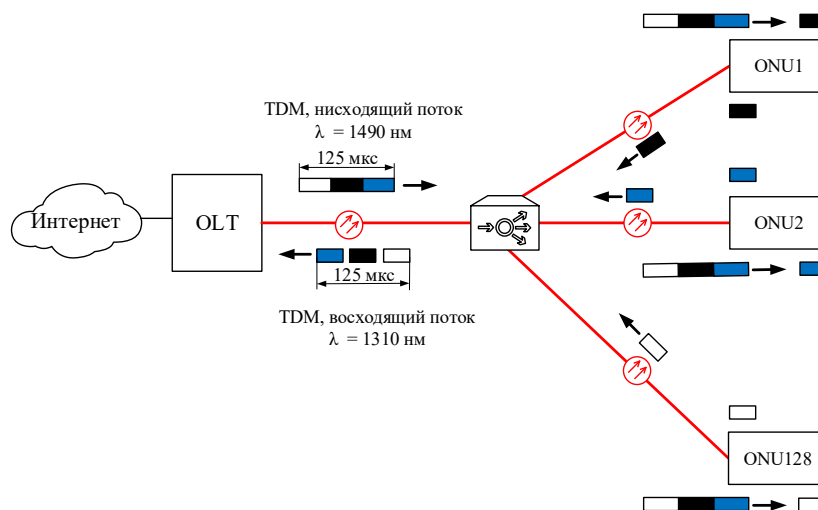 ONU1
TDM, нисходящий поток
λ = 1490 нм
125 мкс
Интернет
OLT
ONU2
125 мкс
TDM, восходящий поток
λ = 1310 нм
ONU128